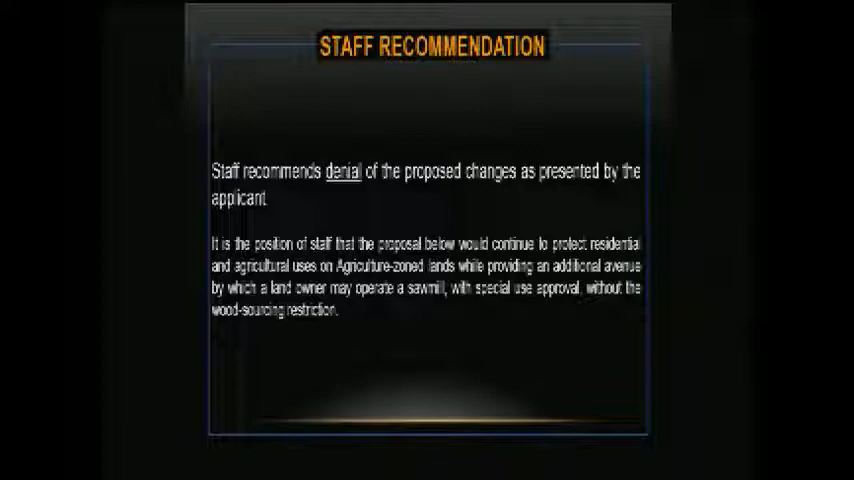 STAFF RECOMMENDATION
Staff recommends denial of the proposed changes as presented by the
applicant
It is the position of staff that the proposal below would continue to protect residential
and agricultural uses on Agriculture-zoned lands while providing an additional avenue
by which a land owner may operate a sawmill, with special use approval, without the
wood-sourcing restriction.